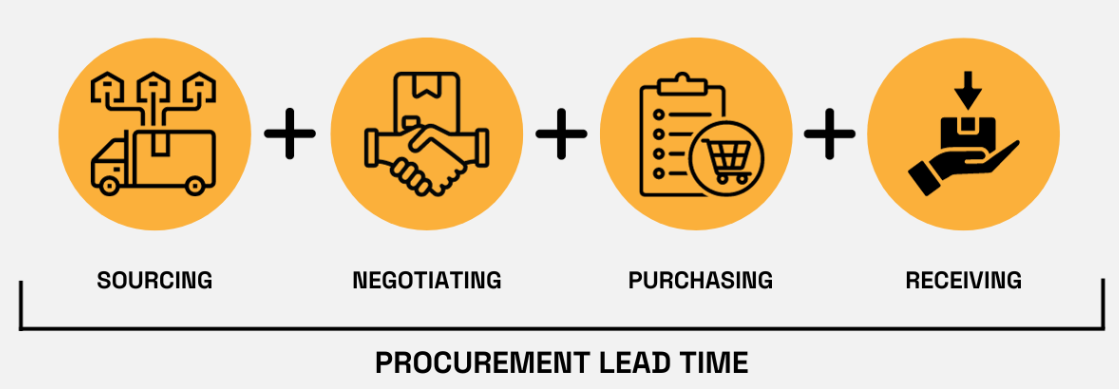 SOURCING
NEGOTIATING
PURCHASING
RECEIVING
PROCUREMENT LEAD TIME